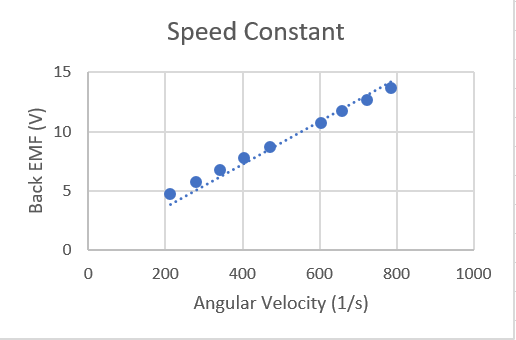 Speed Constant
15
10
5
0
Back EMF (V)
0 200 400 600 800 1000
Angular Velocity (1/s)